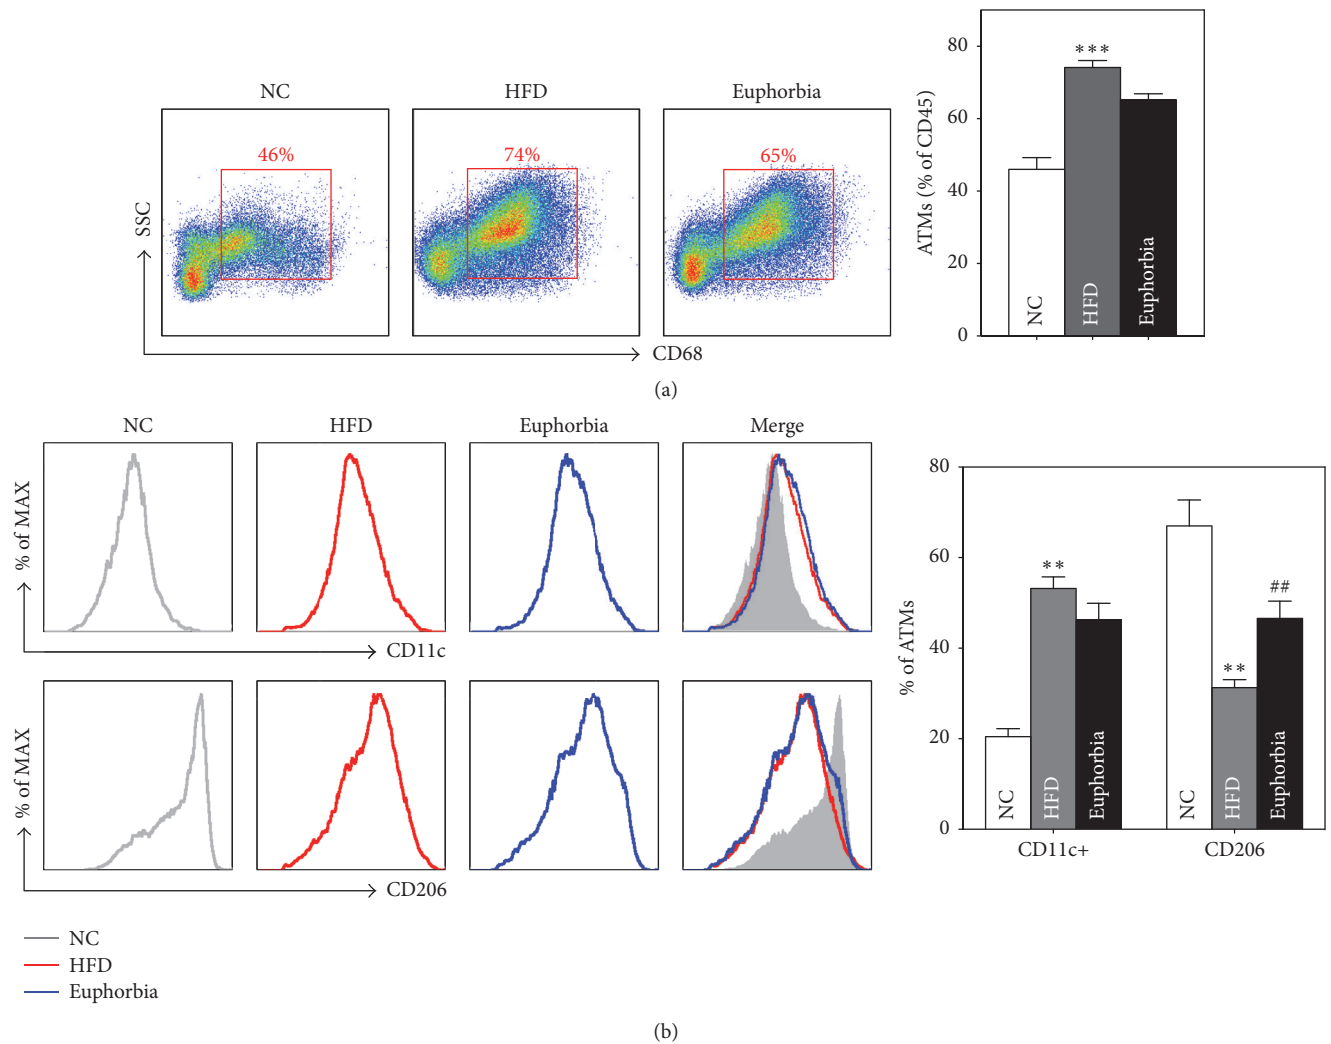 NC HFD Euphorbia
46% 74% 65%
SSC
CD68
80
60
40
20
0
ATMs (% of CD45)
***
NC HFD Euphorbia
(a)
NC HFD Euphorbia Merge
% of MAX
CD11c
% of MAX
CD206
NC
HFD
Euphorbia
80
60
40
20
0
% of ATMs
** ** ##
NC HFD Euphorbia NC HFD Euphorbia
CD11c+ CD206
(b)